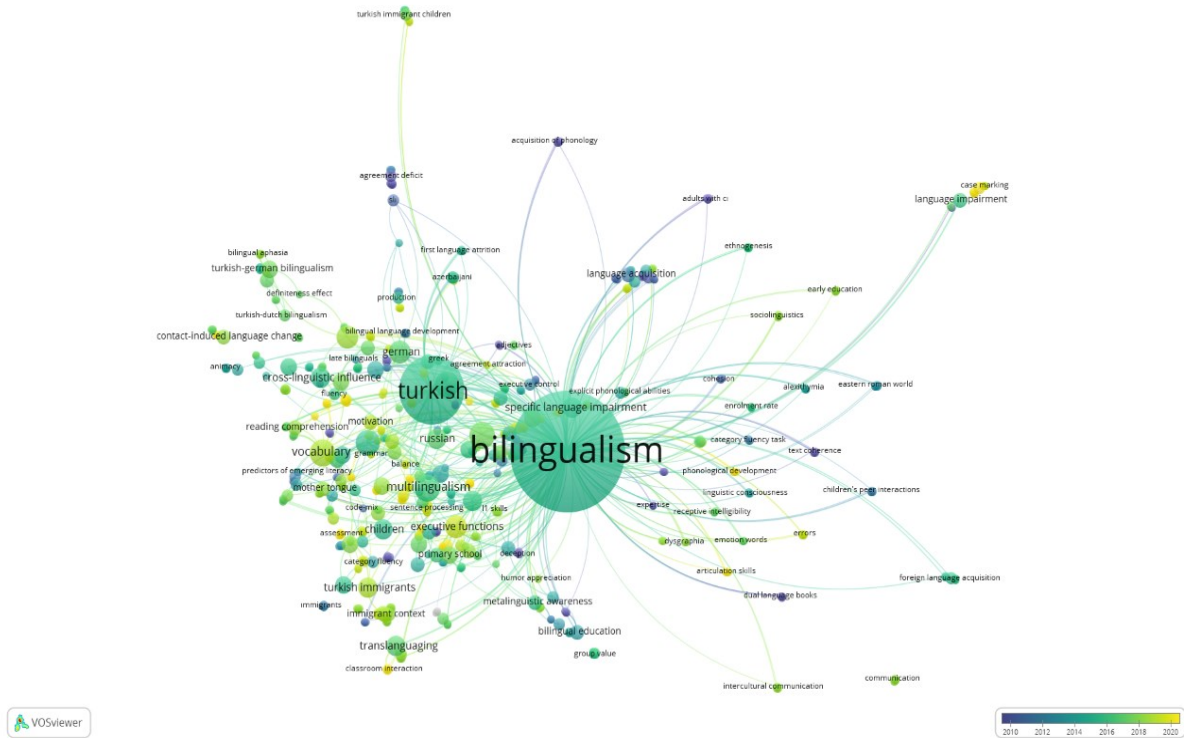 turkish immigrant children
acquisition of phonology
agreement deficit
sli
case marking
language impairment
adults with ci
first language attrition
ethnogenesis
bilingual aphasia
turkish-german bilingualism
azerbaijani
language acquisition
definiteness effect
production
early education
turkish-dutch bilingualism
sociolinguistics
contact-induced language change
bilingual language development
adjectives
german
late bilinguals
greek
agreement attraction
animacy
cross-linguistic influence
executive control
cohesion
alexithymia
eastern roman world
turkish
explicit phonological abilities
fluency
specific language impairment
enrolment rate
reading comprehension
motivation
russian
category fluency task
vocabulary
grammar
bilingualism
text coherence
balance
predictors of emerging literacy
phonological development
mother tongue
multilingualism
linguistic consciousness
children's peer interactions
code-mix
sentence processing
l1 skills
expertise
receptive intelligibility
assessment
children
executive functions
dysgraphia
emotion words
errors
category fluency
primary school
deception
articulation skills
humor appreciation
foreign language acquisition
turkish immigrants
dual language books
immigrants
immigrant context
metalinguistic awareness
bilingual education
translanguaging
group value
classroom interaction
communication
intercultural communication
VOSviewer
2010 2012 2014 2016 2018 2020